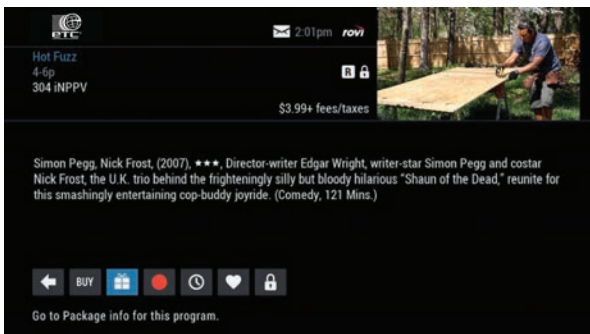 etc
2:01pm rovi
Hot Fuzz
4-6p
R
304 iNPPV
$3.99+ fees/taxes
Simon Pegg, Nick Frost, (2007), ★★★, Director-writer Edgar Wright, writer-star Simon Pegg and costar
Nick Frost, the U.K. trio behind the frighteningly silly but bloody hilarious "Shaun of the Dead," reunite for
this smashingly entertaining cop-buddy joyride. (Comedy, 121 Mins.)
BUY
Go to Package info for this program.